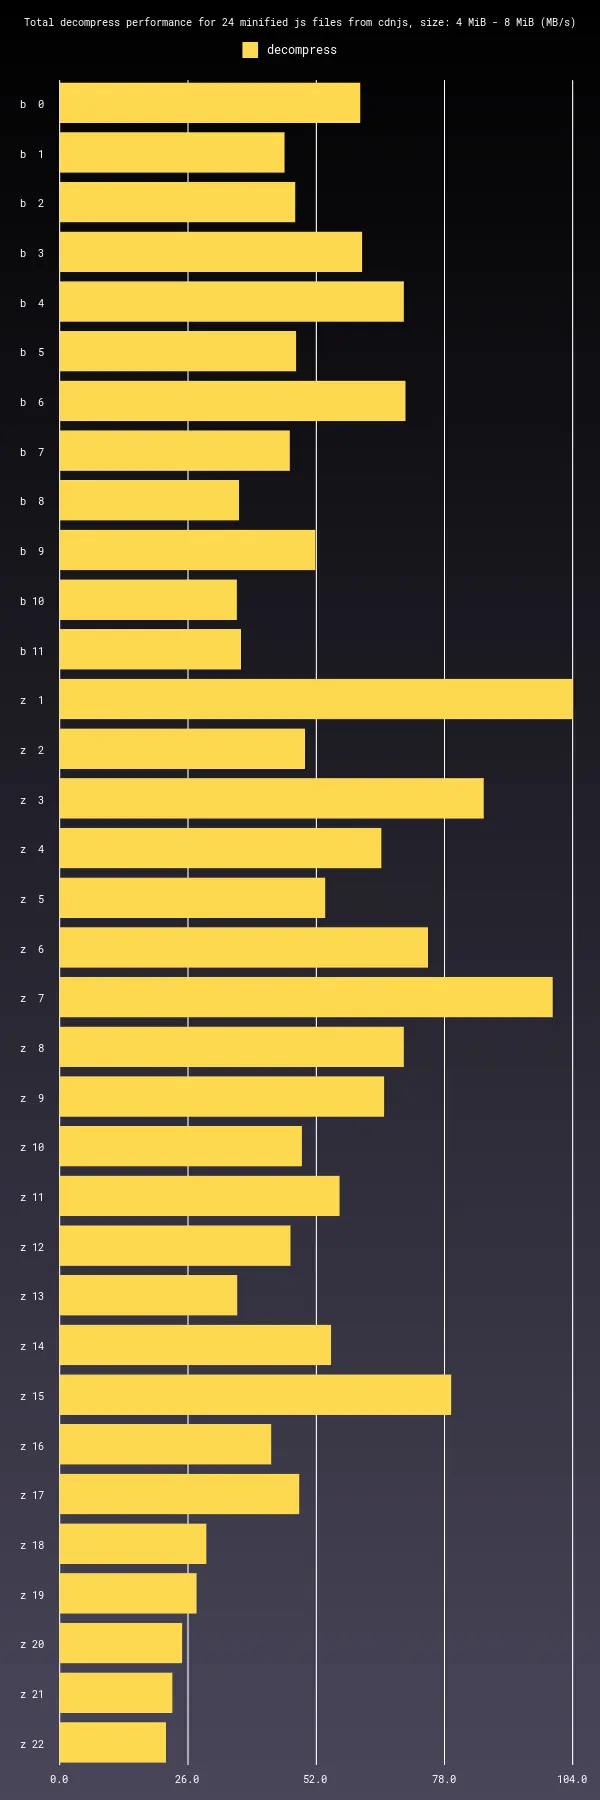 Total decompress performance for 24 minified js files from cdnjs, size: 4 MiB - 8 MiB (MB/s)
decompress
b 0
b 1
b 2
b 3
b 4
b 5
b 6
b 7
b 8
b 9
b 10
b 11
z 1
z 2
z 3
z 4
z 5
z 6
z 7
z 8
z 9
z 10
z 11
z 12
z 13
z 14
z 15
z 16
z 17
z 18
z 19
z 20
z 21
z 22
0.0 26.0 52.0 78.0 104.0